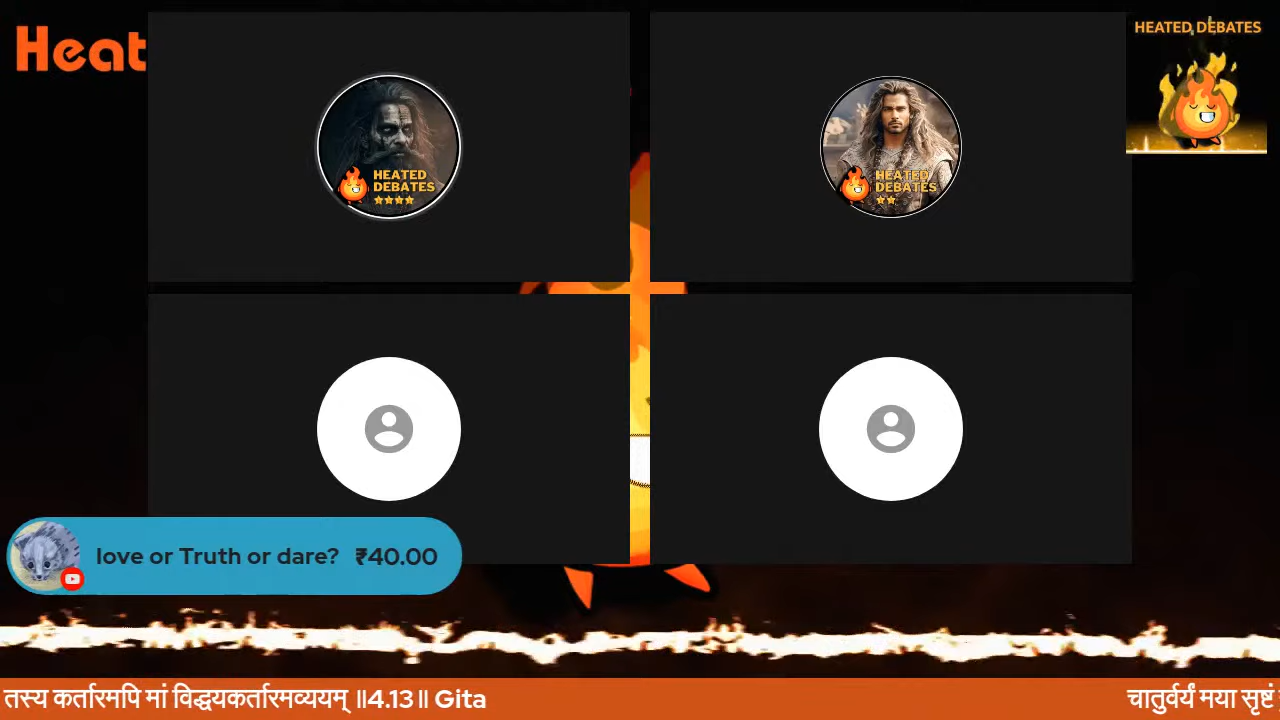 Heat
HEATED DEBATES
HEATED
DEBATES
HEATED
DEBATES
love or Truth or dare? ₹40.00
तस्य कर्तारमपि मां विद्धयकर्तारमव्ययम् ॥4.13॥ Gita
चातुर्वर्यं मया सृष्टं